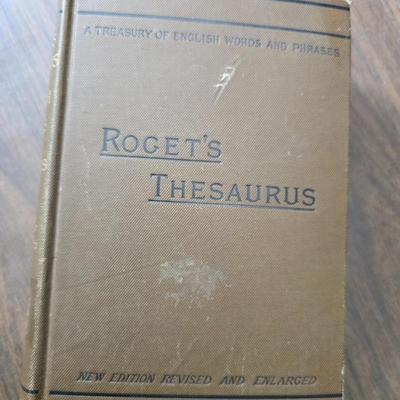 A TREASURY OF ENGLISH WORDS AND PHRASES
ROGET'S
THESAURUS
NEW EDITION REVISED AND ENLARGED